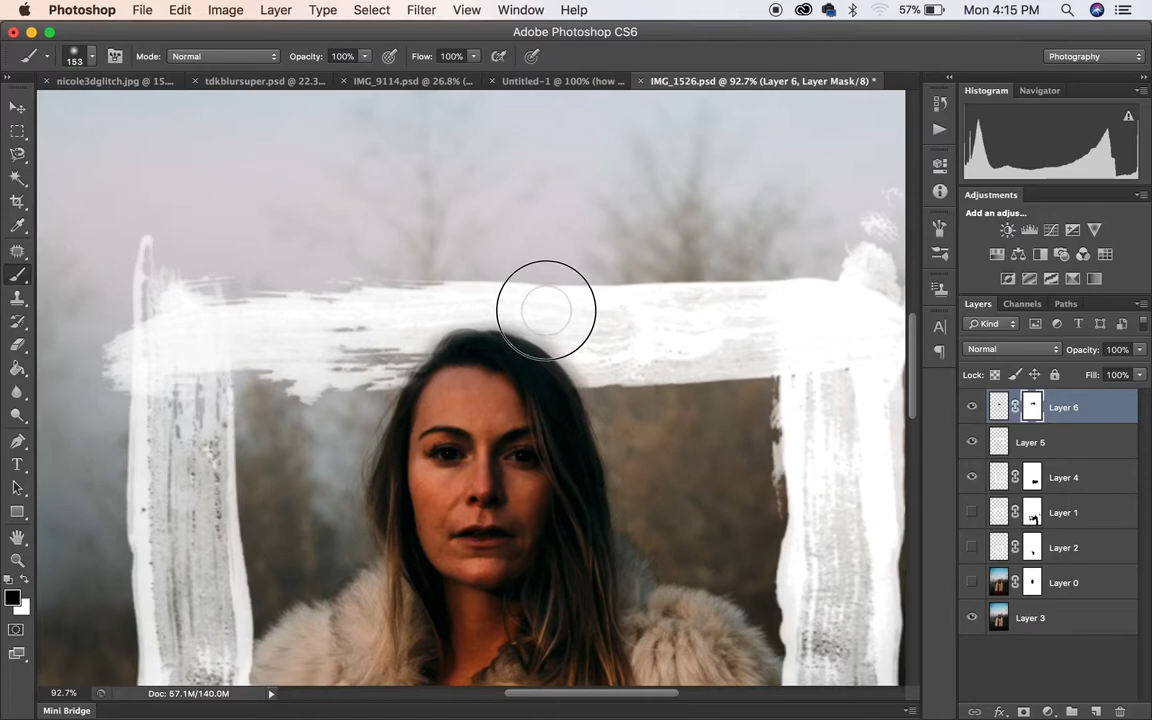 Photoshop File Edit Image Layer Type Select Filter View Window Help 57% Mon 4:15 PM
Adobe Photoshop CS6
153 Mode: Normal Opacity: 100% Flow: 100% Photography
nicole3dglitch.jpg @ 15.... tdkblursuper.psd @ 22.3... IMG_9114.psd @ 26.8% (... Untitled-1 @ 100% (how ... IMG_1526.psd @ 92.7% (Layer 6, Layer Mask/8) *
Histogram Navigator
Adjustments
Add an adjus...
Layers Channels Paths
Kind
Normal Opacity: 100%
Lock: Fill: 100%
Layer 6
Layer 5
Layer 4
Layer 1
Layer 2
Layer 0
Layer 3
92.7% Doc: 57.1M/140.0M
Mini Bridge